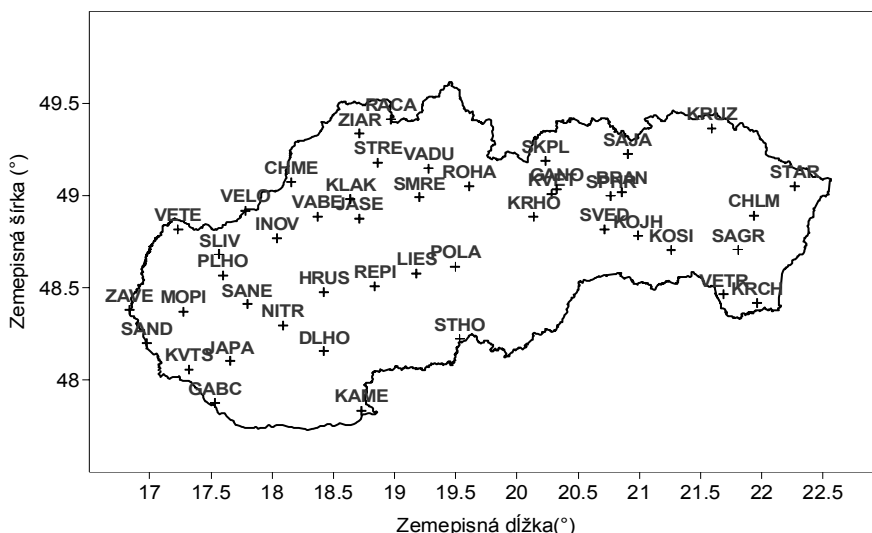 49.5
49
48.5
48
Zemepisná šírka (°)
RACA
ZIAR
KRUZ
STRE
SAJA
VADU
SKPL
CHME
ROHA
GANO
KVET
STAR
KLAK
SMRE
BRAN
SPHR
VELO
VABE
JASE
KRHO
CHLM
VETE
INOV
SVED
KOJH
SLIV
KOSI
SAGR
PLHO
POLA
HRUS
REPI
LIES
ZAVE
MOPI
SANE
VETR
KRCH
NITR
SAND
DLHO
STHO
KVTS
JAPA
GABC
KAME
17
17.5
18
18.5
19
19.5
20
20.5
21
21.5
22
22.5
Zemepisná dĺžka(°)